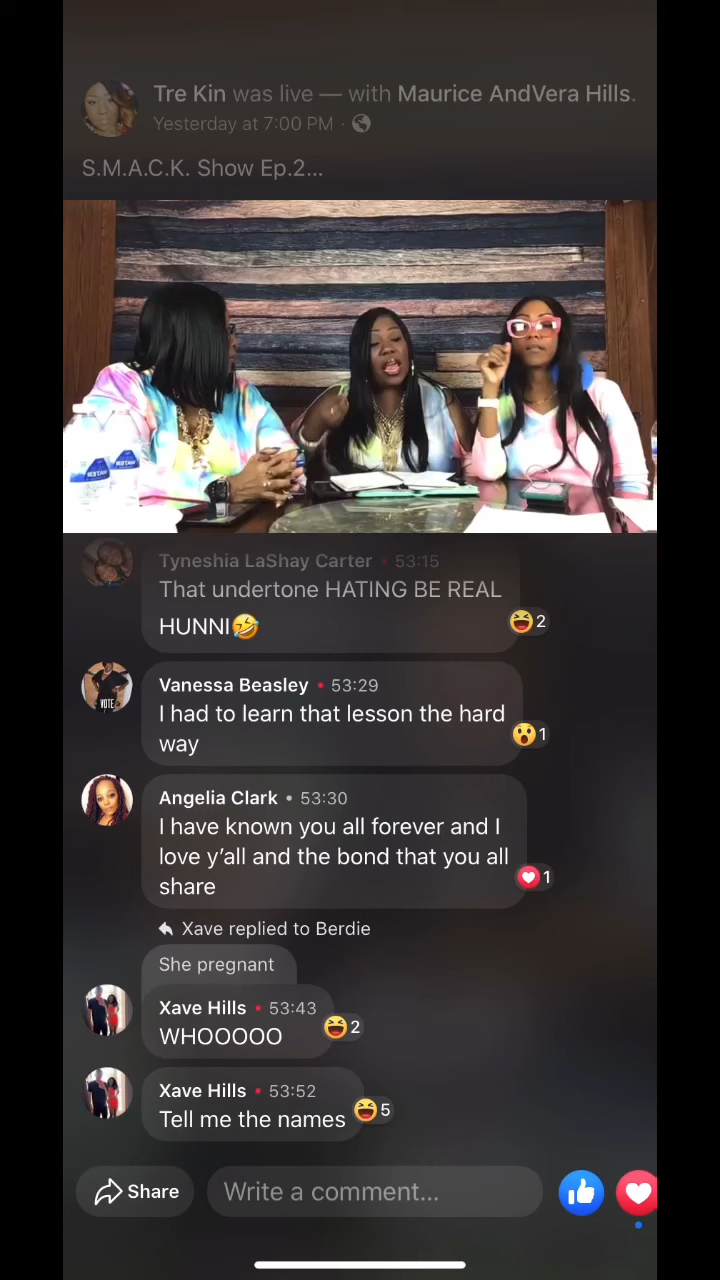 Tre Kin was live — with Maurice AndVera Hills.
Yesterday at 7:00 PM ·
S.M.A.C.K. Show Ep.2...
Tyneshia LaShay Carter • 53:15
That undertone HATING BE REAL
HUNNI🤣
😆 2
Vanessa Beasley • 53:29
VOTE
I had to learn that lesson the hard
way
😮 1
Angelia Clark • 53:30
I have known you all forever and I
love y’all and the bond that you all
share
1
Xave replied to Berdie
She pregnant
Xave Hills • 53:43
WHOOOOO
😆 2
Xave Hills • 53:52
Tell me the names
😆 5
Share
Write a comment...